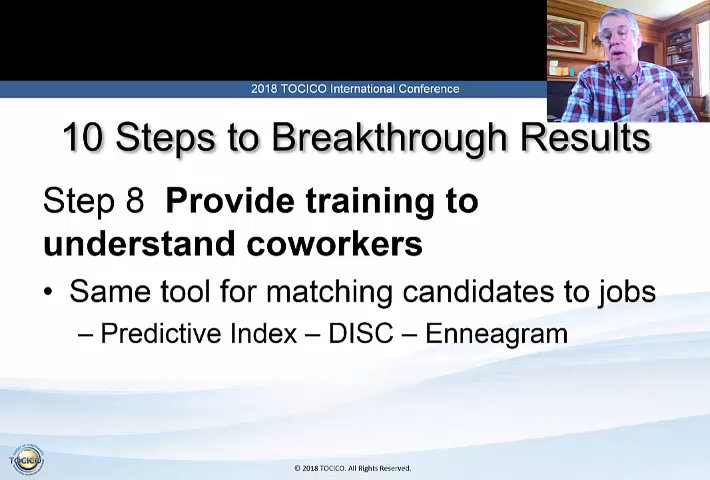 2018 TOCICO International Conference
10 Steps to Breakthrough Results
Step 8 Provide training to
understand coworkers
• Same tool for matching candidates to jobs
– Predictive Index – DISC – Enneagram
TOCICO
© 2018 TOCICO. All Rights Reserved.